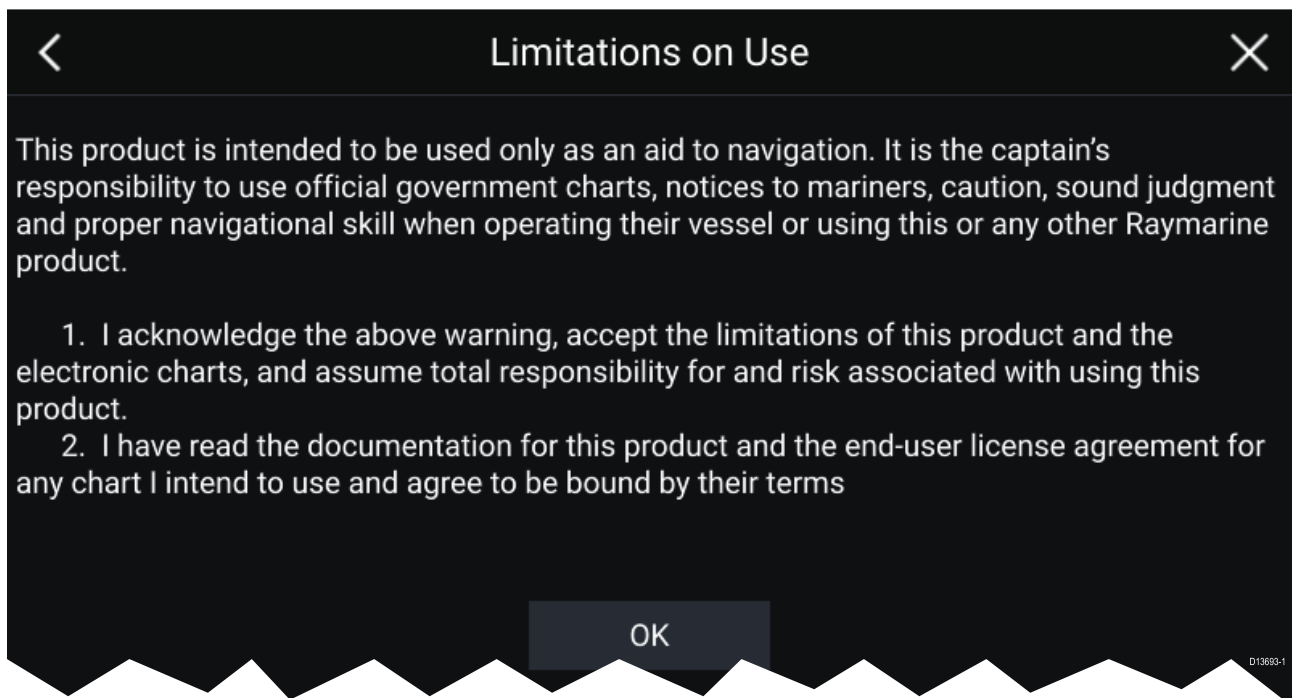 Limitations on Use
This product is intended to be used only as an aid to navigation. It is the captain’s
responsibility to use official government charts, notices to mariners, caution, sound judgment
and proper navigational skill when operating their vessel or using this or any other Raymarine
product.
1. I acknowledge the above warning, accept the limitations of this product and the
electronic charts, and assume total responsibility for and risk associated with using this
product.
2. I have read the documentation for this product and the end-user license agreement for
any chart I intend to use and agree to be bound by their terms
OK
D13693-1